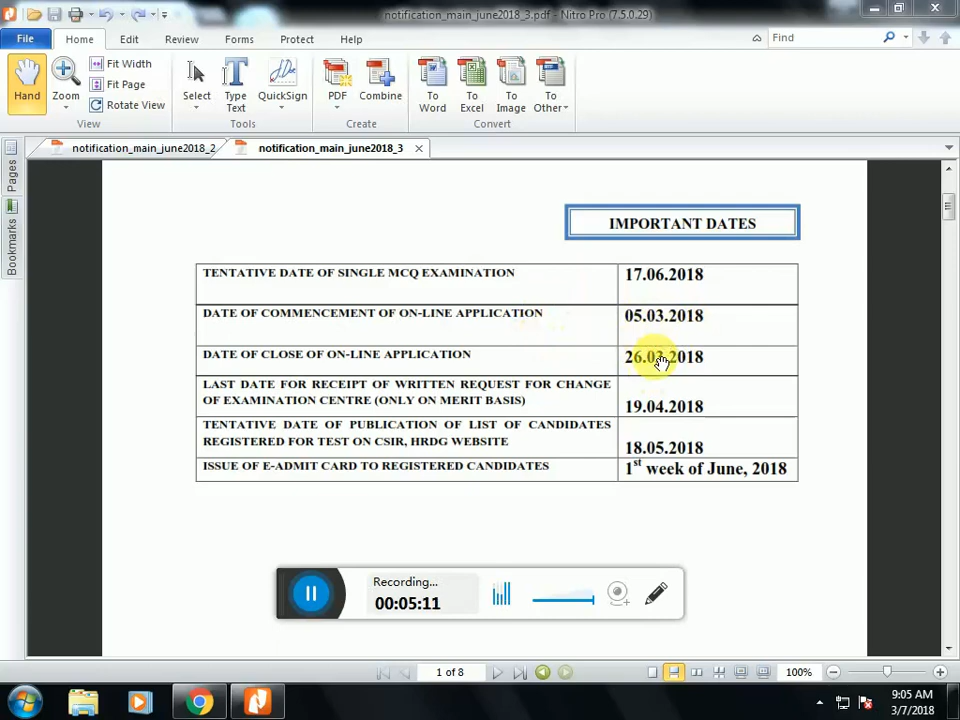 notification_main_june2018_3.pdf - Nitro Pro (7.5.0.29)
File Home Edit Review Forms Protect Help Find
Hand Zoom Fit Width Fit Page Rotate View Select Type Text QuickSign PDF Combine To Word To Excel To Image To Other
View Tools Create Convert
notification_main_june2018_2 notification_main_june2018_3
Pages
Bookmarks
IMPORTANT DATES
TENTATIVE DATE OF SINGLE MCQ EXAMINATION 17.06.2018
DATE OF COMMENCEMENT OF ON-LINE APPLICATION 05.03.2018
DATE OF CLOSE OF ON-LINE APPLICATION 26.03.2018
LAST DATE FOR RECEIPT OF WRITTEN REQUEST FOR CHANGE
OF EXAMINATION CENTRE (ONLY ON MERIT BASIS) 19.04.2018
TENTATIVE DATE OF PUBLICATION OF LIST OF CANDIDATES
REGISTERED FOR TEST ON CSIR, HRDG WEBSITE 18.05.2018
ISSUE OF E-ADMIT CARD TO REGISTERED CANDIDATES 1st week of June, 2018
Recording...
00:05:11
1 of 8 100%
9:05 AM
3/7/2018